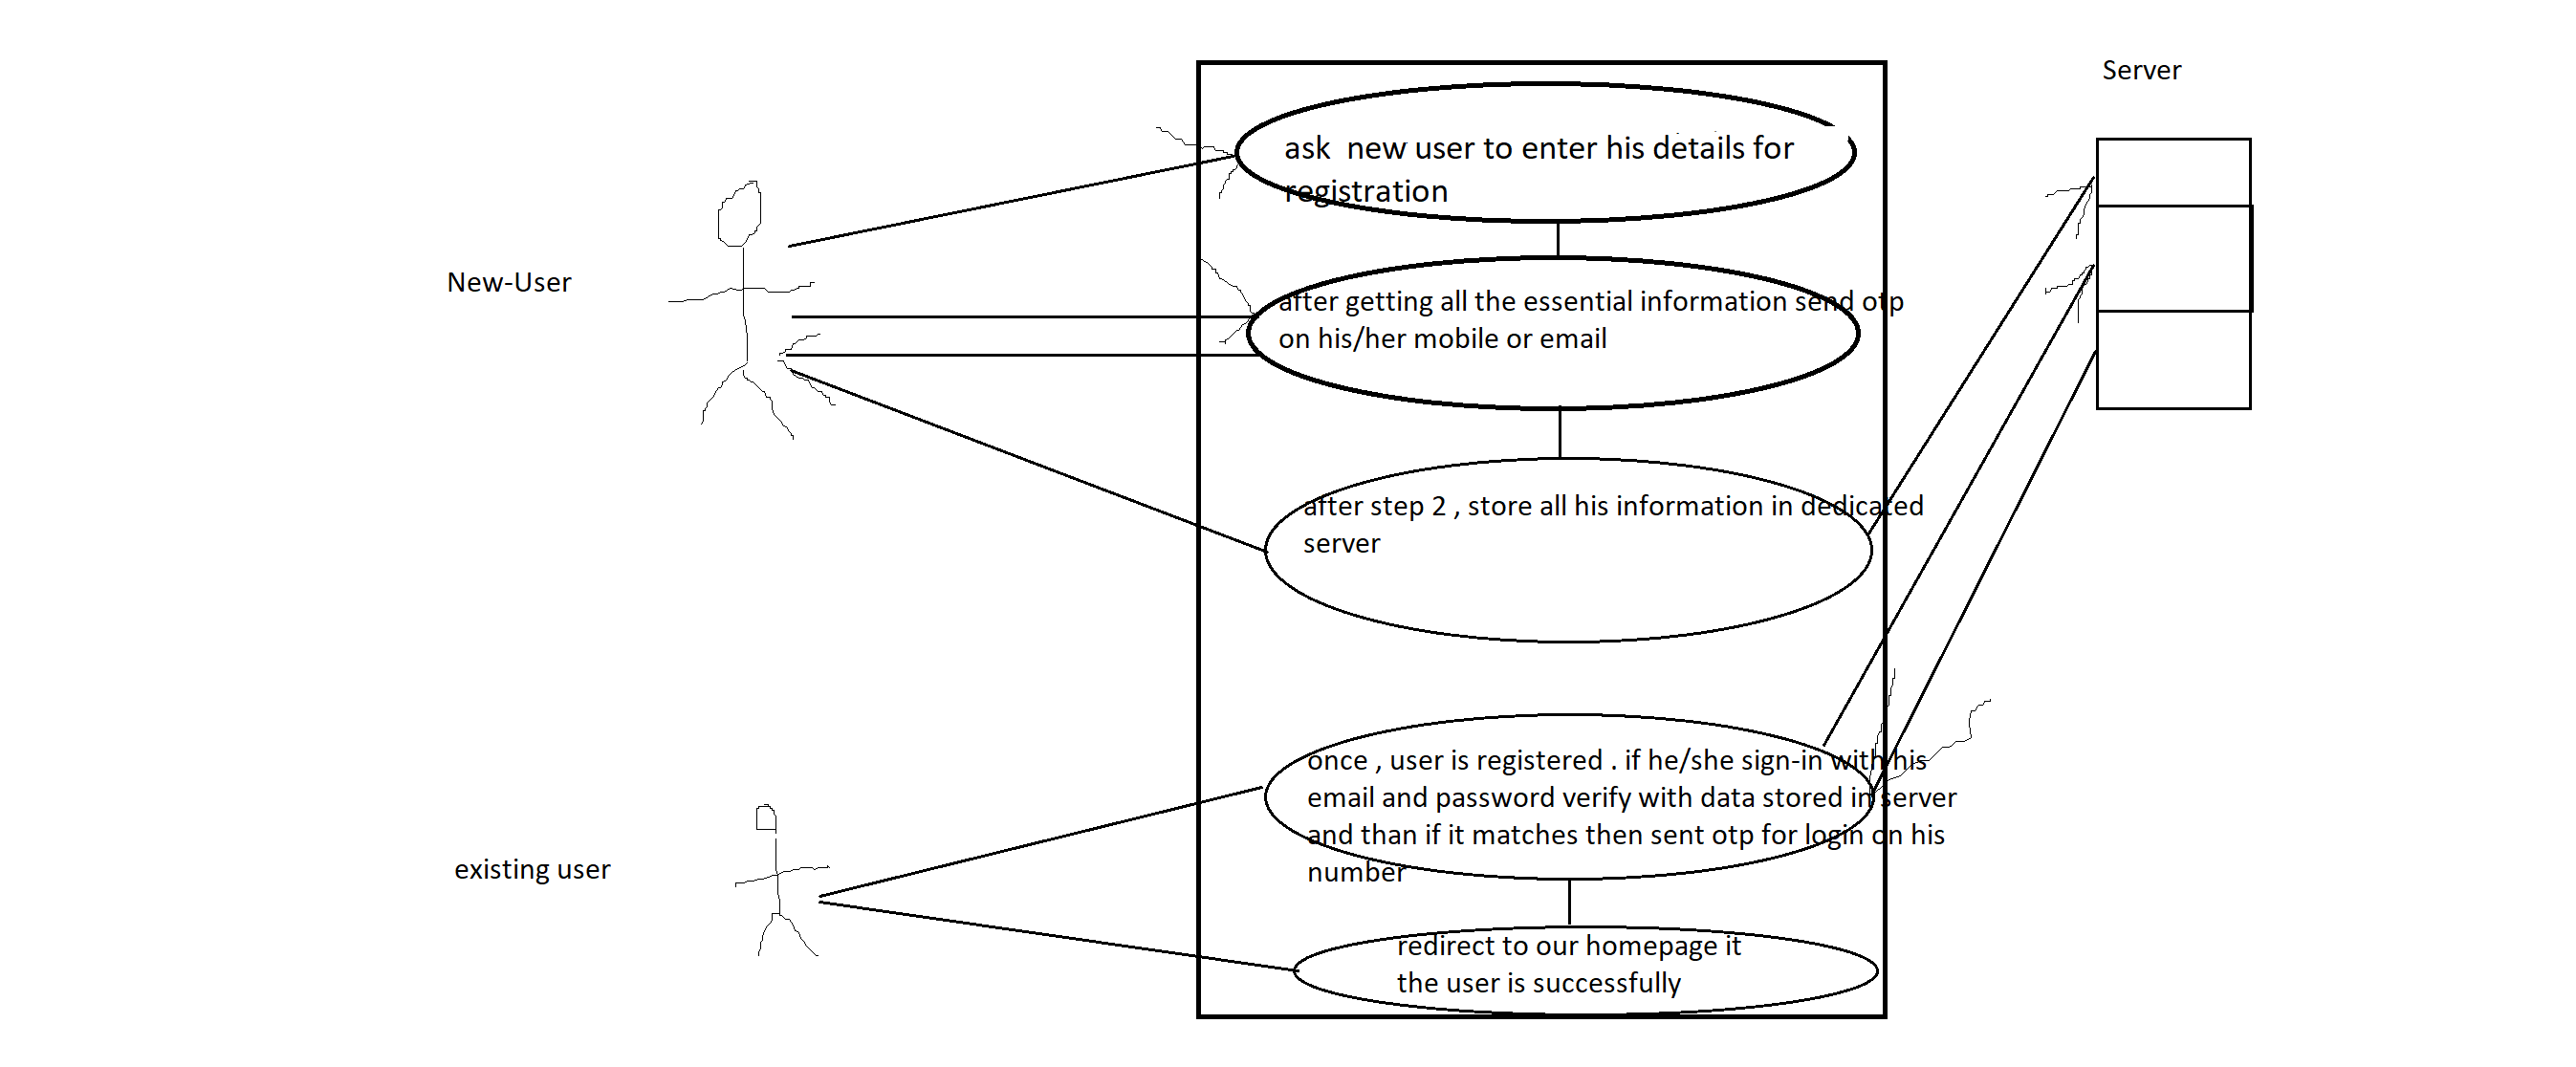 Server
ask  new user to enter his details for
registration
New-User
after getting all the essential information send otp
on his/her mobile or email
after step 2 , store all his information in dedicated
server
once , user is registered . if he/she sign-in with his
email and password verify with data stored in server
and than if it matches then sent otp for login on his
number
existing user
redirect to our homepage it
the user is successfully